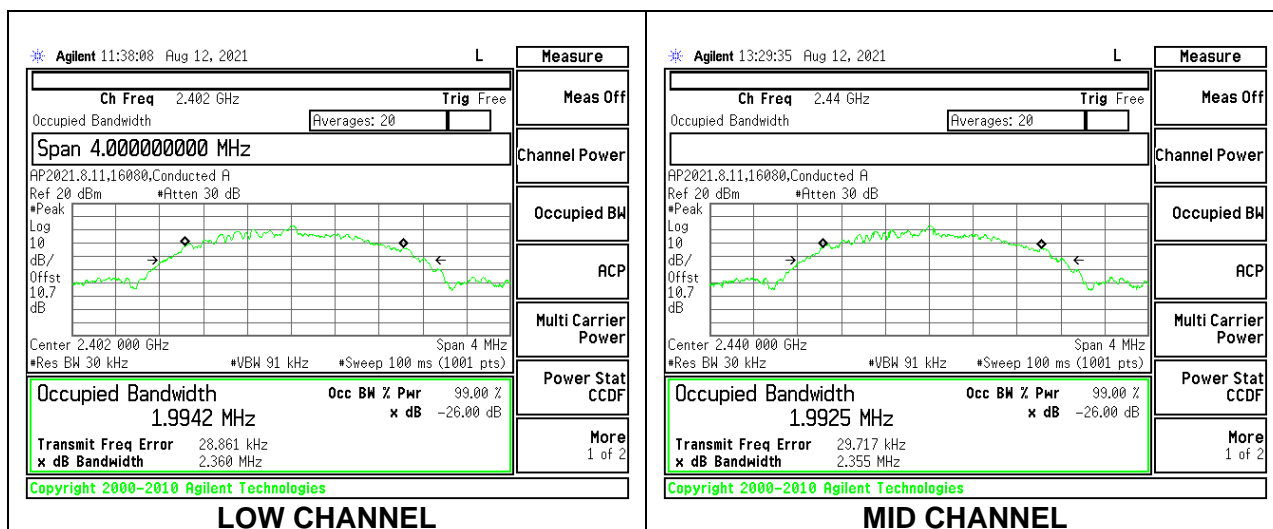 Agilent 11:38:08 Aug 12, 2021 L
Measure
Ch Freq 2.402 GHz Trig Free
Meas Off
Occupied Bandwidth Averages: 20
Span 4.000000000 MHz
Channel Power
AP2021.8.11,16080,Conducted A
Ref 20 dBm #Atten 30 dB
#Peak
Log
10
dB/
Offst
10.7
dB
Occupied BW
ACP
Multi Carrier
Power
Center 2.402 000 GHz Span 4 MHz
#Res BW 30 kHz #VBW 91 kHz #Sweep 100 ms (1001 pts)
Power Stat
CCDF
Occupied Bandwidth Occ BW % Pwr 99.00 %
1.9942 MHz x dB -26.00 dB
Transmit Freq Error 28.861 kHz
x dB Bandwidth 2.360 MHz
More
1 of 2
Copyright 2000-2010 Agilent Technologies
LOW CHANNEL
Agilent 13:29:35 Aug 12, 2021 L
Measure
Ch Freq 2.44 GHz Trig Free
Meas Off
Occupied Bandwidth Averages: 20
Channel Power
AP2021.8.11,16080,Conducted A
Ref 20 dBm #Atten 30 dB
#Peak
Log
10
dB/
Offst
10.7
dB
Occupied BW
ACP
Multi Carrier
Power
Center 2.440 000 GHz Span 4 MHz
#Res BW 30 kHz #VBW 91 kHz #Sweep 100 ms (1001 pts)
Power Stat
CCDF
Occupied Bandwidth Occ BW % Pwr 99.00 %
1.9925 MHz x dB -26.00 dB
Transmit Freq Error 29.717 kHz
x dB Bandwidth 2.355 MHz
More
1 of 2
Copyright 2000-2010 Agilent Technologies
MID CHANNEL